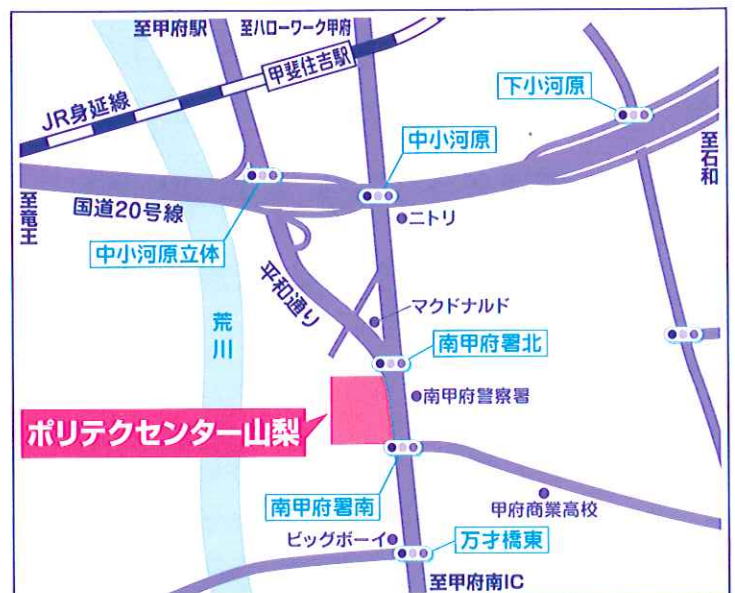 至甲府駅
至ハローワーク甲府
甲斐住吉駅
JR身延線
下小河原
中小河原
至石和
至竜王
国道20号線
ニトリ
中小河原立体
平和通り
荒川
マクドナルド
南甲府署北
南甲府警察署
ポリテクセンター山梨
南甲府署南
甲府商業高校
ビッグボーイ
万才橋東
至甲府南IC